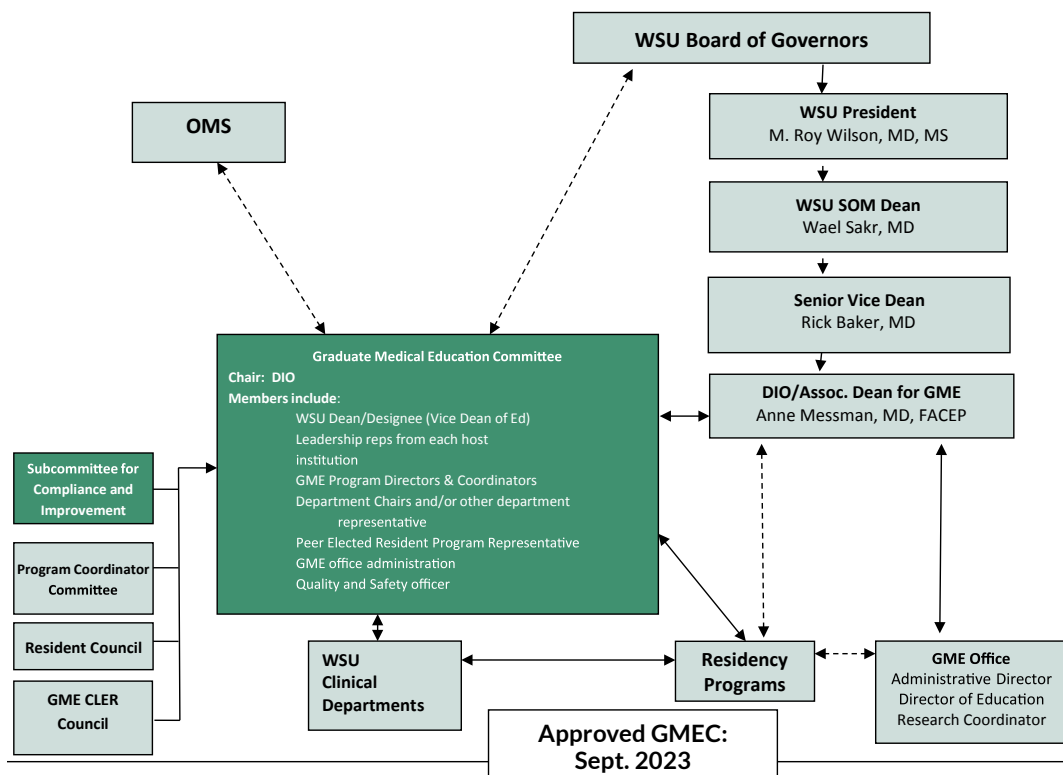 WSU Board of Governors
OMS
WSU President
M. Roy Wilson, MD, MS
WSU SOM Dean
Wael Sakr, MD
Senior Vice Dean
Rick Baker, MD
DIO/Assoc. Dean for GME
Anne Messman, MD, FACEP
Graduate Medical Education Committee
Chair: DIO
Members include:
WSU Dean/Designee (Vice Dean of Ed)
Leadership reps from each host
institution
GME Program Directors & Coordinators
Department Chairs and/or other department
representative
Peer Elected Resident Program Representative
GME office administration
Quality and Safety officer
Subcommittee for
Compliance and
Improvement
Program Coordinator
Committee
Resident Council
GME CLER
Council
WSU
Clinical
Departments
Residency
Programs
GME Office
Administrative Director
Director of Education
Research Coordinator
Approved GMEC:
Sept. 2023